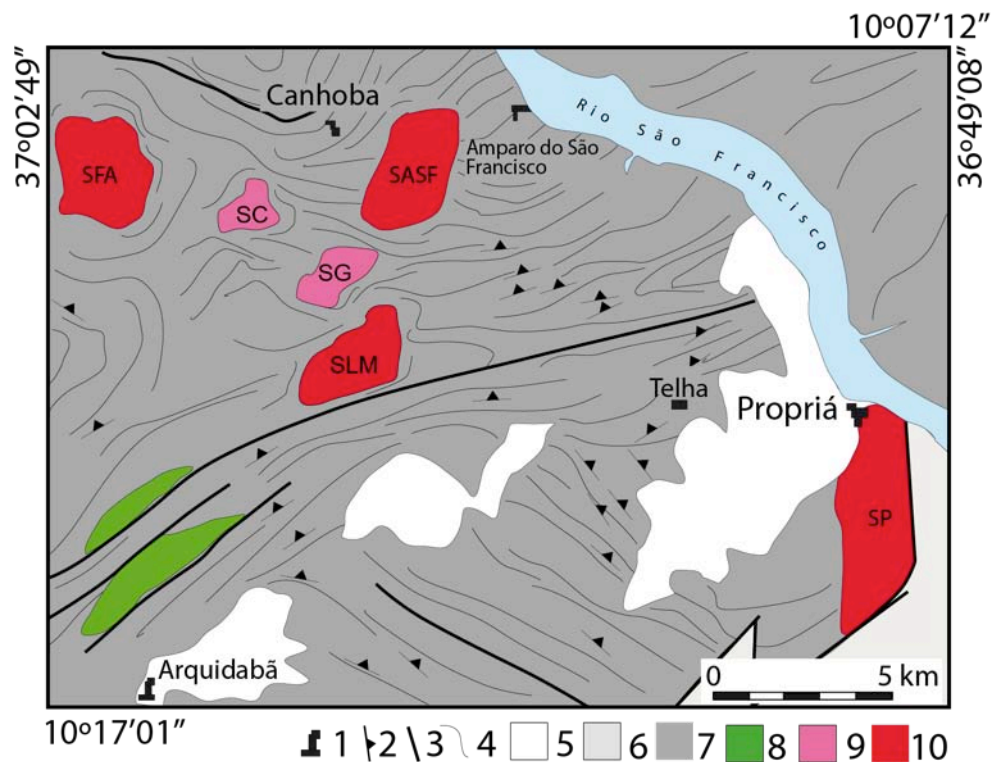 10º07’12”
37º02’49”
36º49’08”
Canhoba
Rio São Francisco
Amparo do São
Francisco
SFA
SASF
SC
SG
SLM
Telha
Propriá
SP
Arquidabã
0 5 km
10º17’01”
1 2 3 4 5 6 7 8 9 10